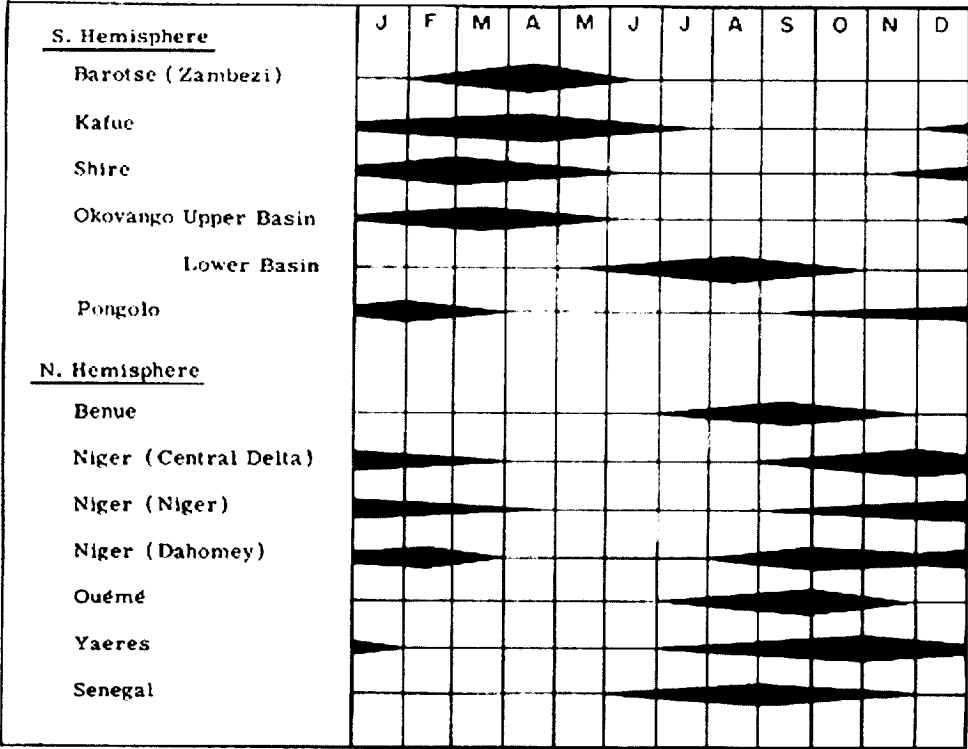 J F M A M J J A S O N D
S. Hemisphere
Barotse (Zambezi)
Kafue
Shire
Okovango Upper Basin
Lower Basin
Pongolo
N. Hemisphere
Benue
Niger (Central Delta)
Niger (Niger)
Niger (Dahomey)
Ouémé
Yaeres
Senegal